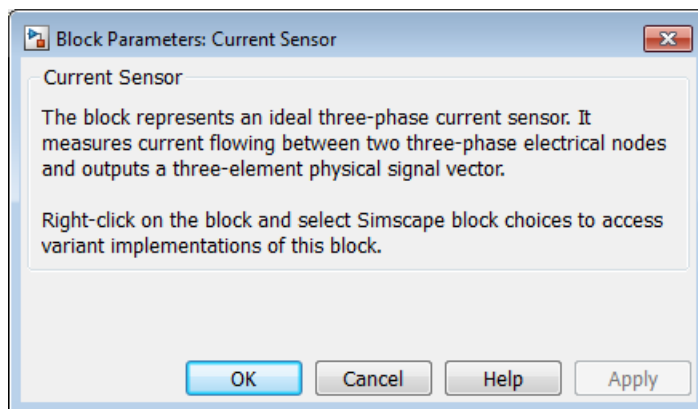 Block Parameters: Current Sensor
Current Sensor
The block represents an ideal three-phase current sensor. It
measures current flowing between two three-phase electrical nodes
and outputs a three-element physical signal vector.
Right-click on the block and select Simscape block choices to access
variant implementations of this block.
OK Cancel Help Apply